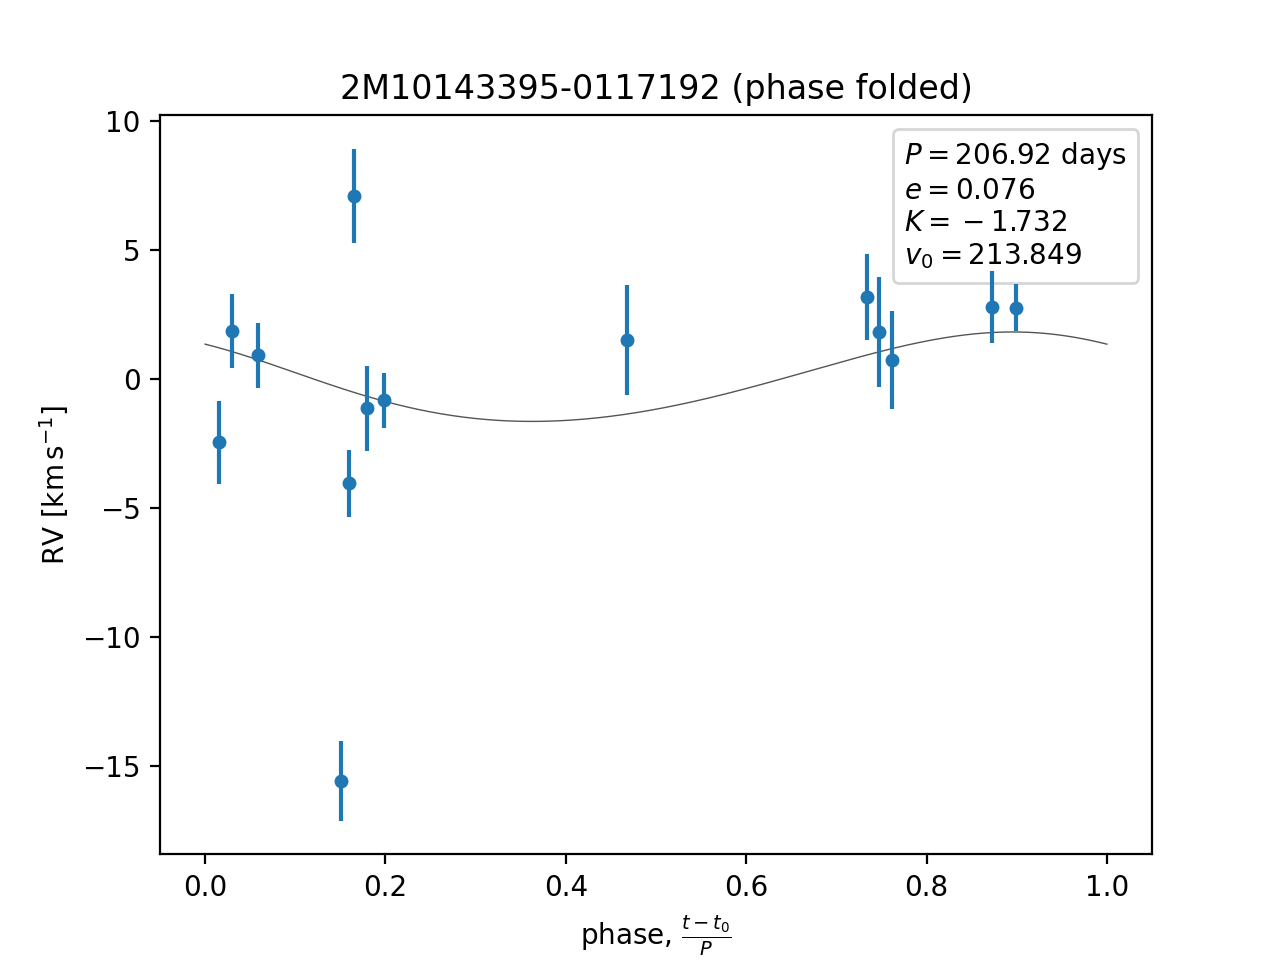 2M10143395-0117192 (phase folded)
P = 206.92 days
e = 0.076
K = −1.732
v₀ = 213.849
10
5
0
−5
−10
−15
RV [km s⁻¹]
0.0 0.2 0.4 0.6 0.8 1.0
phase, (t − t₀)/P